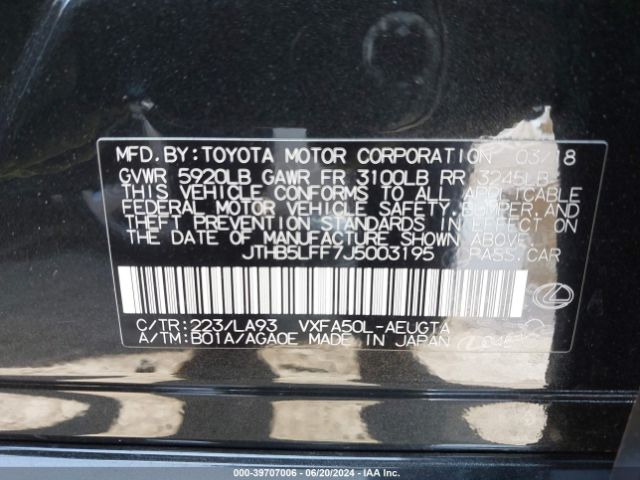 MFD.BY:TOYOTA MOTOR CORPORATION 03/18
GVWR 5920LB GAWR FR 3100LB RR 3245LB
THIS VEHICLE CONFORMS TO ALL APPLICABLE
FEDERAL MOTOR VEHICLE SAFETY,BUMPER,AND
THEFT PREVENTION STANDARDS IN EFFECT ON
THE DATE OF MANUFACTURE SHOWN ABOVE.
JTHB5LFF7J5003195 PASS.CAR
C/TR:223/LA93 VXFA50L-AEUGTA
A/TM:B01A/AGA0E MADE IN JAPAN
000-39707006 - 06/20/2024 - IAA Inc.